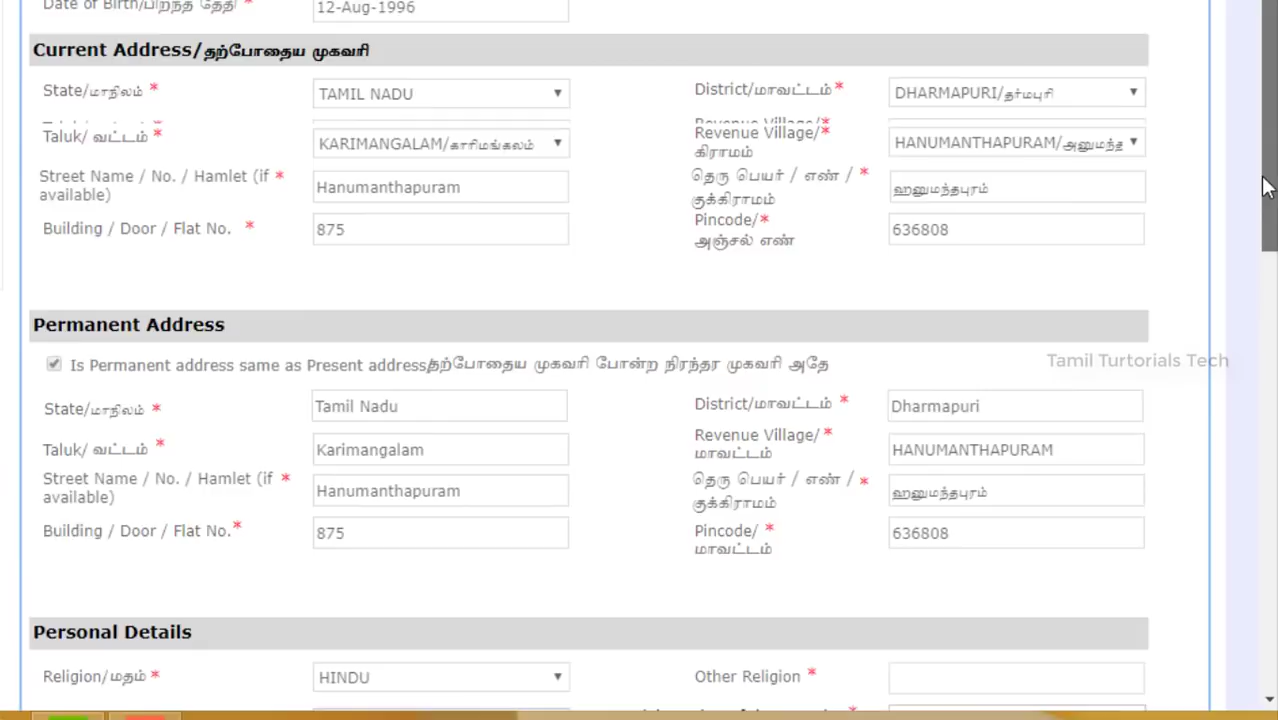 Date of Birth/பிறந்த தேதி * 12-Aug-1996
Current Address/தற்போதைய முகவரி
State/மாநிலம் * TAMIL NADU District/மாவட்டம் * DHARMAPURI/தர்மபுரி
Taluk/ வட்டம் * KARIMANGALAM/காரிமங்கலம் Revenue Village/ * HANUMANTHAPURAM/அனுமந்த
கிராமம்
Street Name / No. / Hamlet (if * Hanumanthapuram தெரு பெயர் / எண் / * ஹனுமந்தபுரம்
available) குக்கிராமம்
Building / Door / Flat No. * 875 Pincode/ * 636808
அஞ்சல் எண்
Permanent Address
Is Permanent address same as Present address/தற்போதைய முகவரி போன்ற நிரந்தர முகவரி அதே
Tamil Turtorials Tech
State/மாநிலம் * Tamil Nadu District/மாவட்டம் * Dharmapuri
Taluk/ வட்டம் * Karimangalam Revenue Village/ * HANUMANTHAPURAM
மாவட்டம்
Street Name / No. / Hamlet (if * Hanumanthapuram தெரு பெயர் / எண் / * ஹனுமந்தபுரம்
available) குக்கிராமம்
Building / Door / Flat No. * 875 Pincode/ * 636808
மாவட்டம்
Personal Details
Religion/மதம் * HINDU Other Religion *